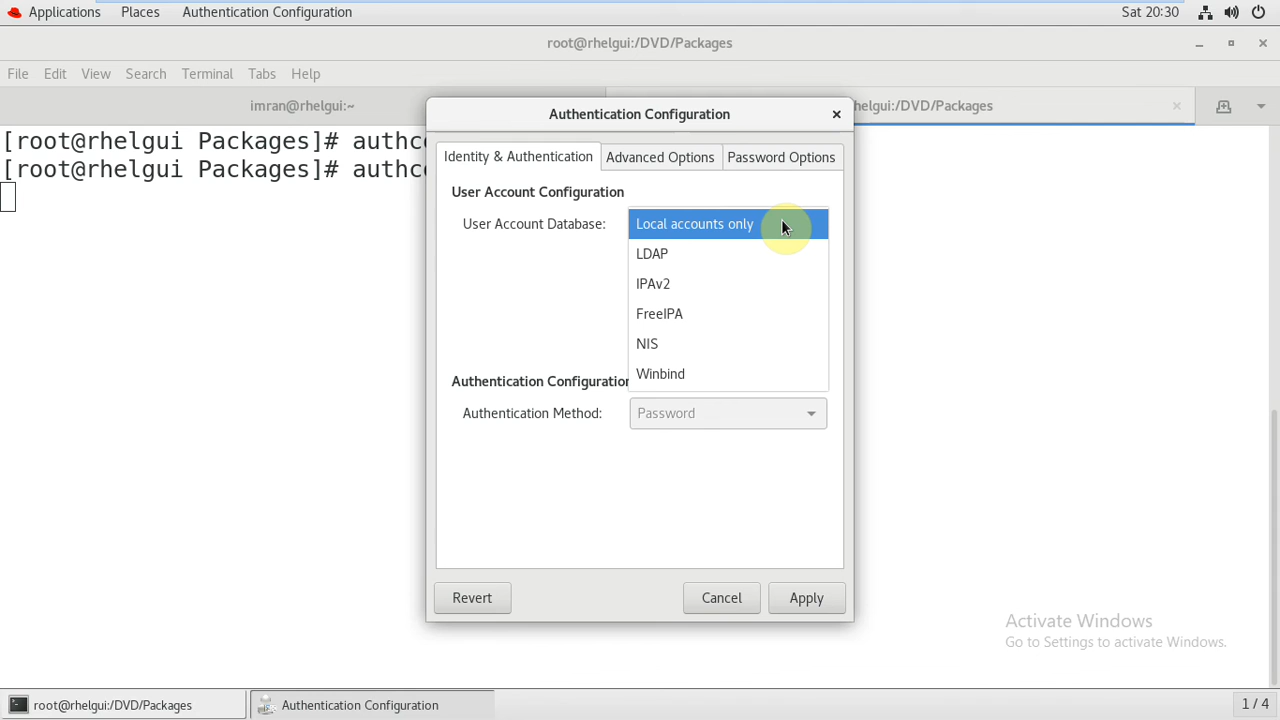 Applications Places Authentication Configuration Sat 20:30
root@rhelgui:/DVD/Packages
File Edit View Search Terminal Tabs Help
imran@rhelgui:~ helgui:/DVD/Packages
[root@rhelgui Packages]# authc
[root@rhelgui Packages]# authc
Authentication Configuration
Identity & Authentication Advanced Options Password Options
User Account Configuration
User Account Database: Local accounts only
LDAP
IPAv2
FreeIPA
NIS
Winbind
Authentication Configuration
Authentication Method: Password
Revert Cancel Apply
Activate Windows
Go to Settings to activate Windows.
root@rhelgui:/DVD/Packages Authentication Configuration 1 / 4